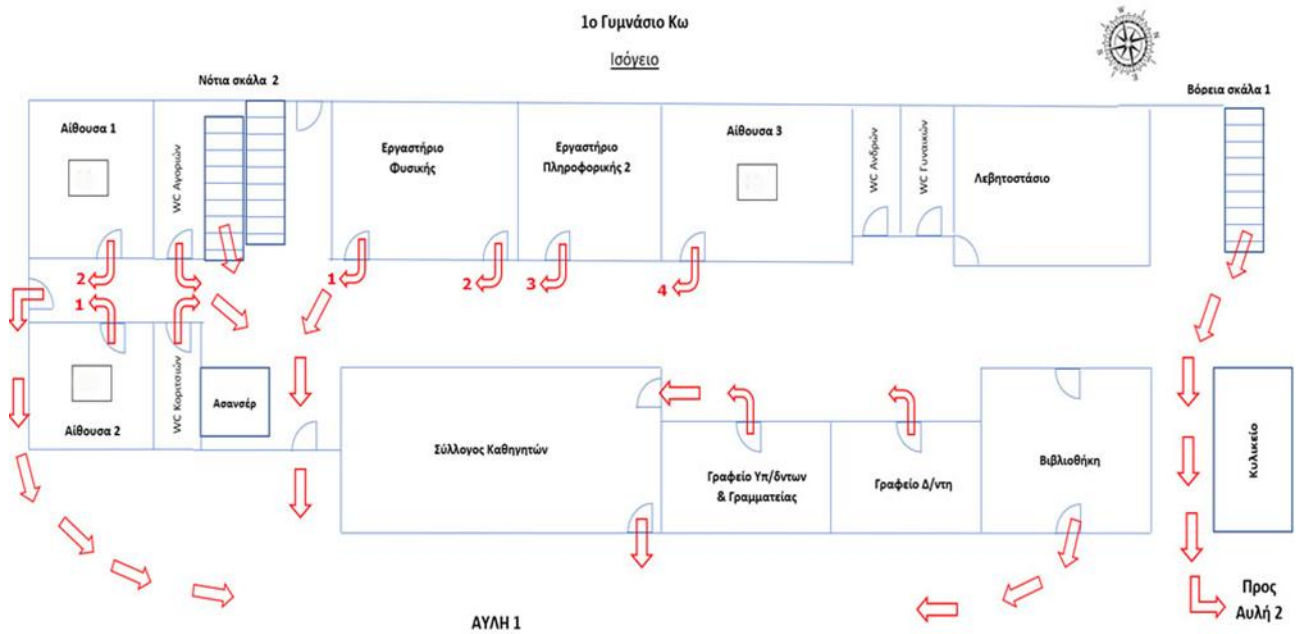 1ο Γυμνάσιο Κω
Ισόγειο
Νότια σκάλα 2
Βόρεια σκάλα 1
Αίθουσα 1
WC Αγοριών
Εργαστήριο
Φυσικής
Εργαστήριο
Πληροφορικής 2
Αίθουσα 3
WC Ανδρών
WC Γυναικών
Λεβητοστάσιο
2
1
1
2
3
4
Αίθουσα 2
WC Κοριτσιών
Ασανσέρ
Σύλλογος Καθηγητών
Γραφείο Υπ/δντων
& Γραμματείας
Γραφείο Δ/ντη
Βιβλιοθήκη
Κυλικείο
ΑΥΛΗ 1
Προς
Αυλή 2